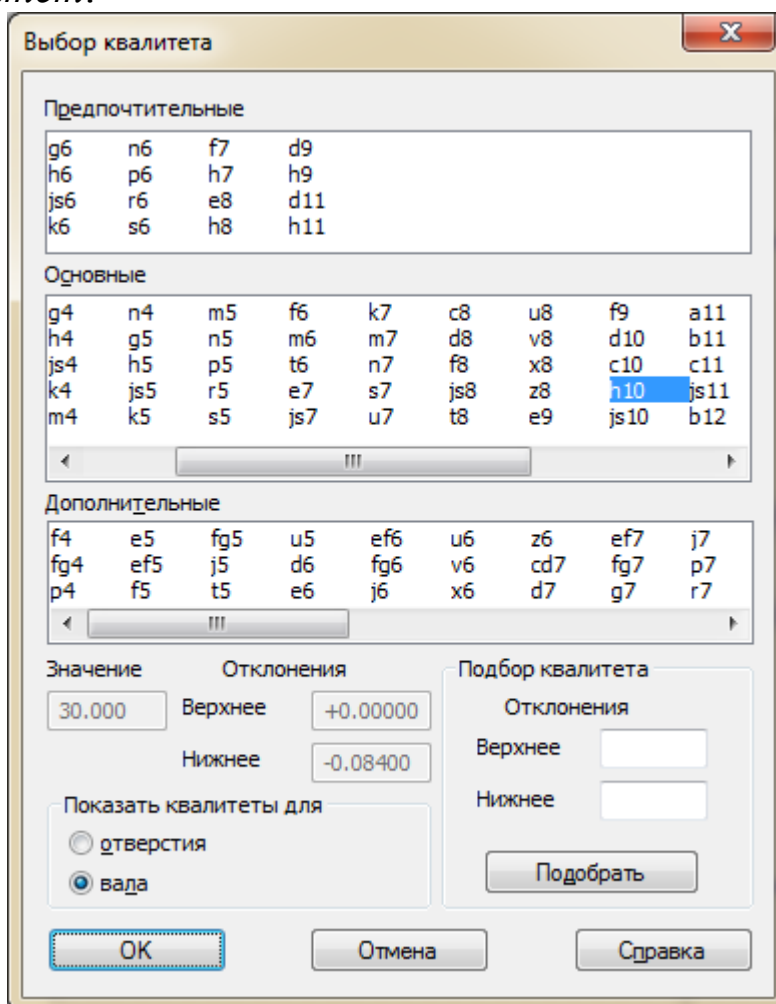 Выбор квалитета
Предпочтительные
g6 n6 f7 d9
h6 p6 h7 h9
js6 r6 e8 d11
k6 s6 h8 h11
Основные
g4 n4 m5 f6 k7 c8 u8 f9 a11
h4 g5 n5 m6 m7 d8 v8 d10 b11
js4 h5 p5 t6 n7 f8 x8 c10 c11
k4 js5 r5 e7 s7 js8 z8 h10 js11
m4 k5 s5 js7 u7 t8 e9 js10 b12
Дополнительные
f4 e5 fg5 u5 ef6 u6 z6 ef7 j7
fg4 ef5 j5 d6 fg6 v6 cd7 fg7 p7
p4 f5 t5 e6 j6 x6 d7 g7 r7
Значение Отклонения
30.000 Верхнее +0.00000
Нижнее -0.08400
Показать квалитеты для
отверстия
вала
Подбор квалитета
Отклонения
Верхнее
Нижнее
Подобрать
OK Отмена Справка